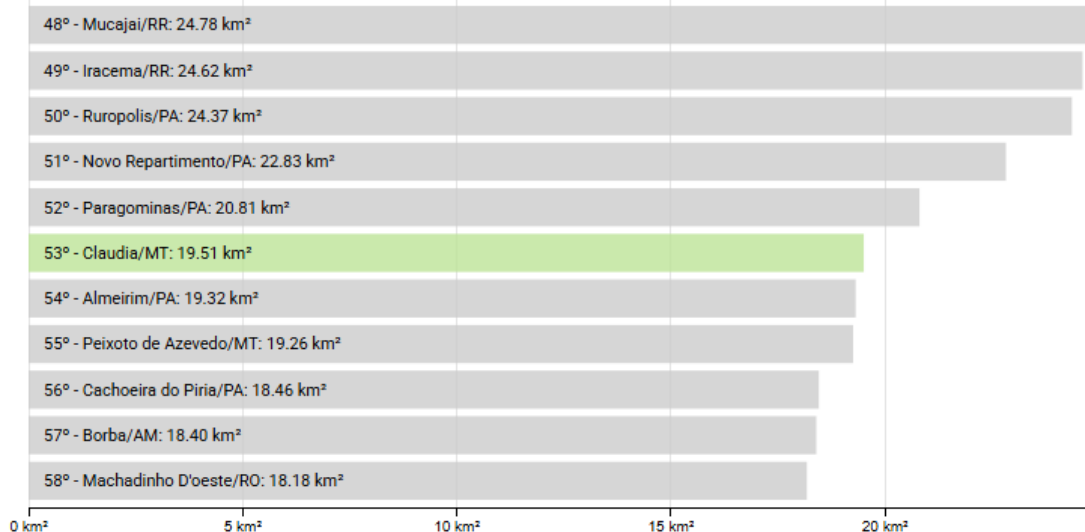 48º - Mucajai/RR: 24.78 km²
49º - Iracema/RR: 24.62 km²
50º - Ruropolis/PA: 24.37 km²
51º - Novo Repartimento/PA: 22.83 km²
52º - Paragominas/PA: 20.81 km²
53º - Claudia/MT: 19.51 km²
54º - Almeirim/PA: 19.32 km²
55º - Peixoto de Azevedo/MT: 19.26 km²
56º - Cachoeira do Piria/PA: 18.46 km²
57º - Borba/AM: 18.40 km²
58º - Machadinho D'oeste/RO: 18.18 km²
0 km² 5 km² 10 km² 15 km² 20 km²